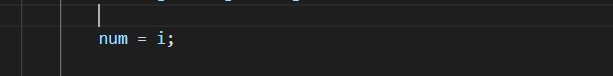 num = i;